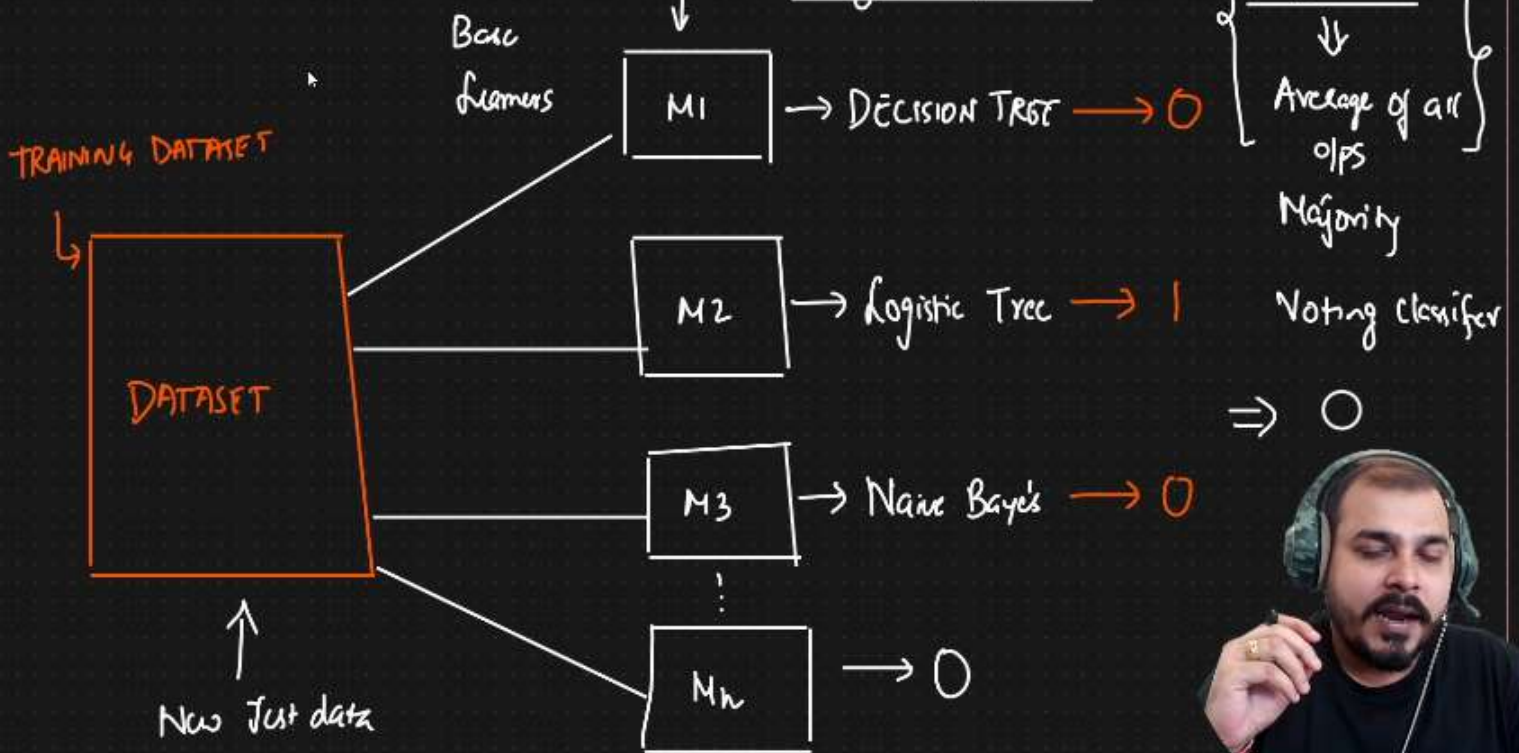 Base
Learners
M1 → DECISION TREE → 0
Average of all
o/ps
TRAINING DATASET
Majority
M2 → Logistic Tree → 1
Voting Classifer
DATASET
⇒ 0
M3 → Naive Baye's → 0
Mn → 0
New Test data